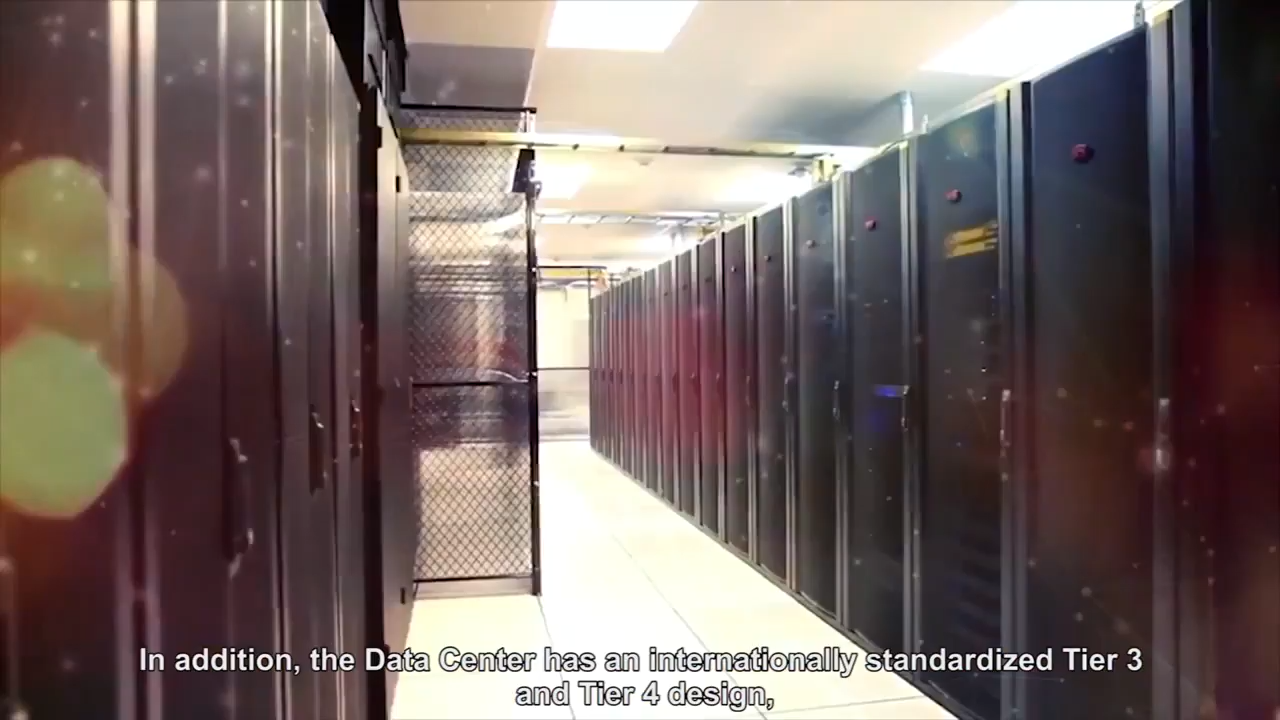 In addition, the Data Center has an internationally standardized Tier 3
and Tier 4 design,